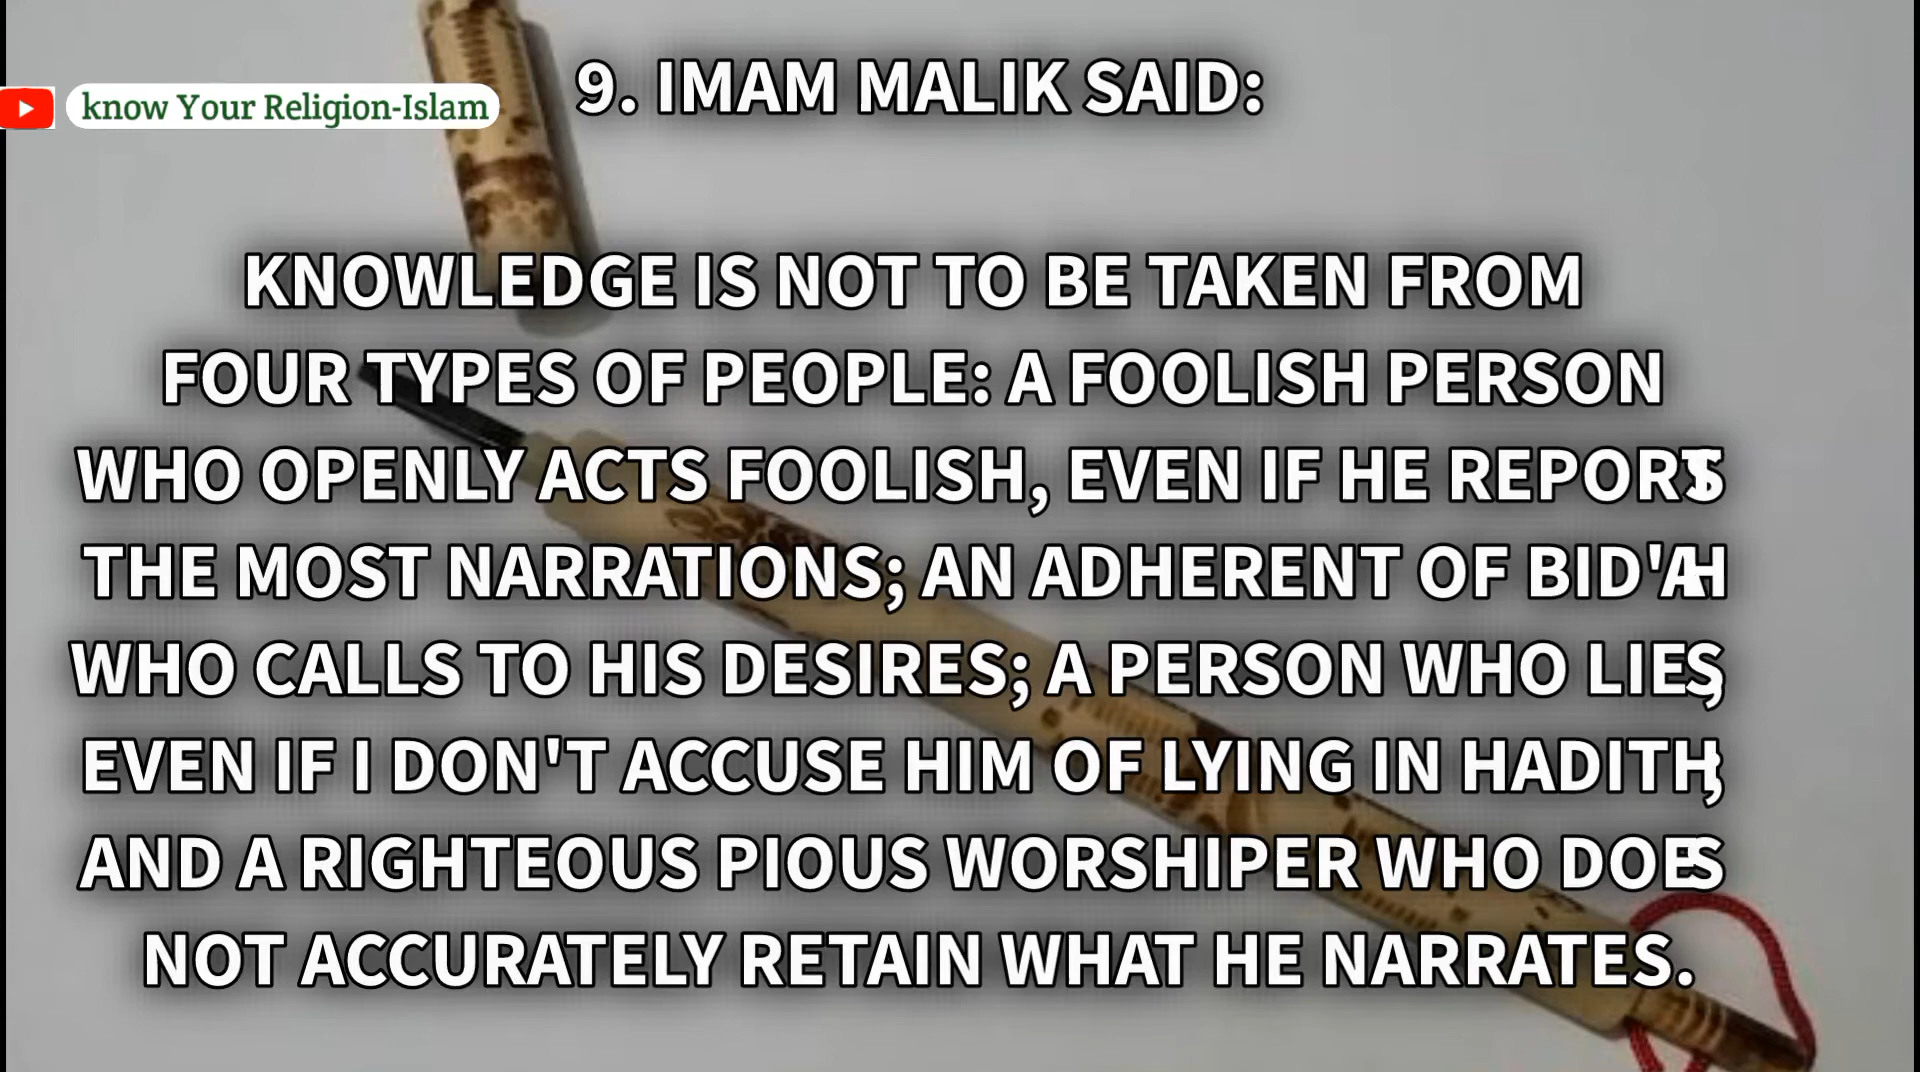 9. IMAM MALIK SAID:
know Your Religion-Islam
KNOWLEDGE IS NOT TO BE TAKEN FROM
FOUR TYPES OF PEOPLE: A FOOLISH PERSON
WHO OPENLY ACTS FOOLISH, EVEN IF HE REPORTS
THE MOST NARRATIONS; AN ADHERENT OF BID'AH
WHO CALLS TO HIS DESIRES; A PERSON WHO LIES,
EVEN IF I DON'T ACCUSE HIM OF LYING IN HADITH,
AND A RIGHTEOUS PIOUS WORSHIPER WHO DOES
NOT ACCURATELY RETAIN WHAT HE NARRATES.